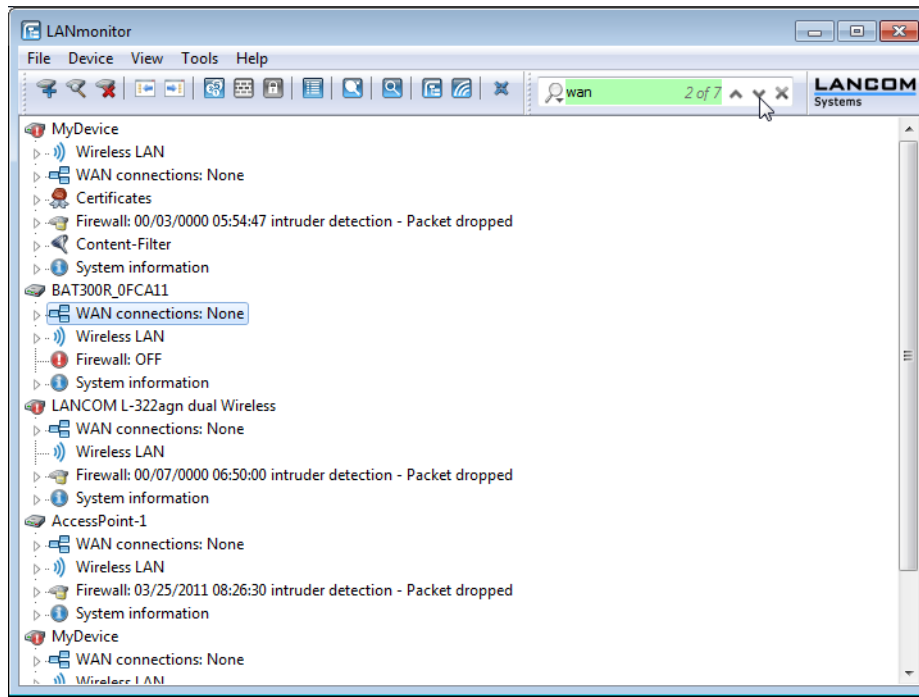 LANmonitor
File Device View Tools Help
wan 2 of 7
LANCOM
Systems
MyDevice
Wireless LAN
WAN connections: None
Certificates
Firewall: 00/03/0000 05:54:47 intruder detection - Packet dropped
Content-Filter
System information
BAT300R_0FCA11
WAN connections: None
Wireless LAN
Firewall: OFF
System information
LANCOM L-322agn dual Wireless
WAN connections: None
Wireless LAN
Firewall: 00/07/0000 06:50:00 intruder detection - Packet dropped
System information
AccessPoint-1
WAN connections: None
Wireless LAN
Firewall: 03/25/2011 08:26:30 intruder detection - Packet dropped
System information
MyDevice
WAN connections: None
Wireless LAN